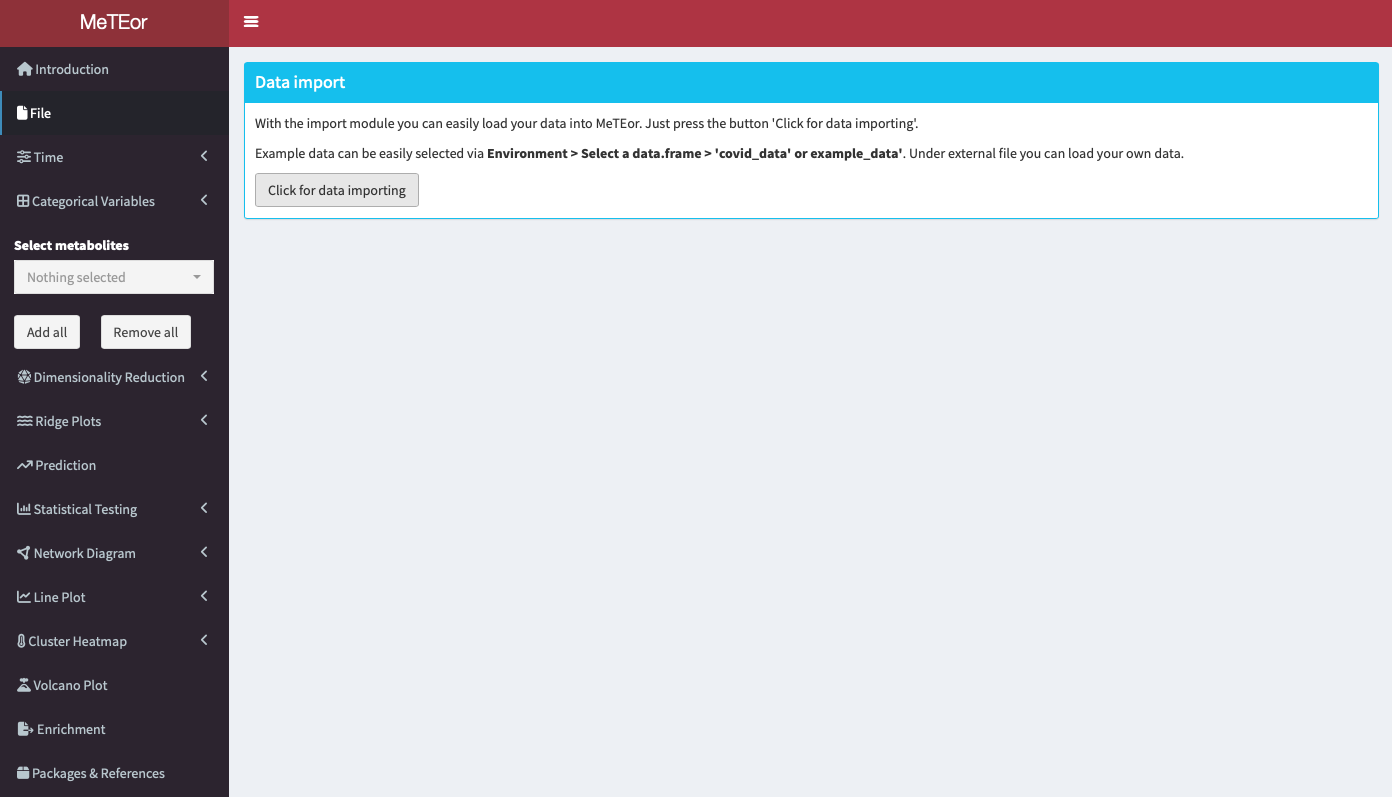 MeTEor
Introduction
File
Time
Categorical Variables
Select metabolites
Nothing selected
Add all
Remove all
Dimensionality Reduction
Ridge Plots
Prediction
Statistical Testing
Network Diagram
Line Plot
Cluster Heatmap
Volcano Plot
Enrichment
Packages & References
Data import
With the import module you can easily load your data into MeTEor. Just press the button 'Click for data importing'.
Example data can be easily selected via Environment > Select a data.frame > 'covid_data' or example_data'. Under external file you can load your own data.
Click for data importing